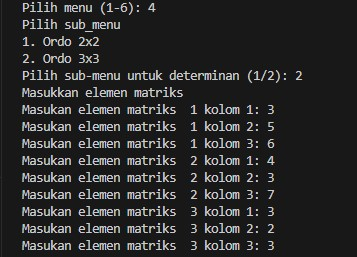 Pilih menu (1-6): 4
Pilih sub_menu
1. Ordo 2x2
2. Ordo 3x3
Pilih sub-menu untuk determinan (1/2): 2
Masukkan elemen matriks
Masukan elemen matriks  1 kolom 1: 3
Masukan elemen matriks  1 kolom 2: 5
Masukan elemen matriks  1 kolom 3: 6
Masukan elemen matriks  2 kolom 1: 4
Masukan elemen matriks  2 kolom 2: 3
Masukan elemen matriks  2 kolom 3: 7
Masukan elemen matriks  3 kolom 1: 3
Masukan elemen matriks  3 kolom 2: 2
Masukan elemen matriks  3 kolom 3: 3